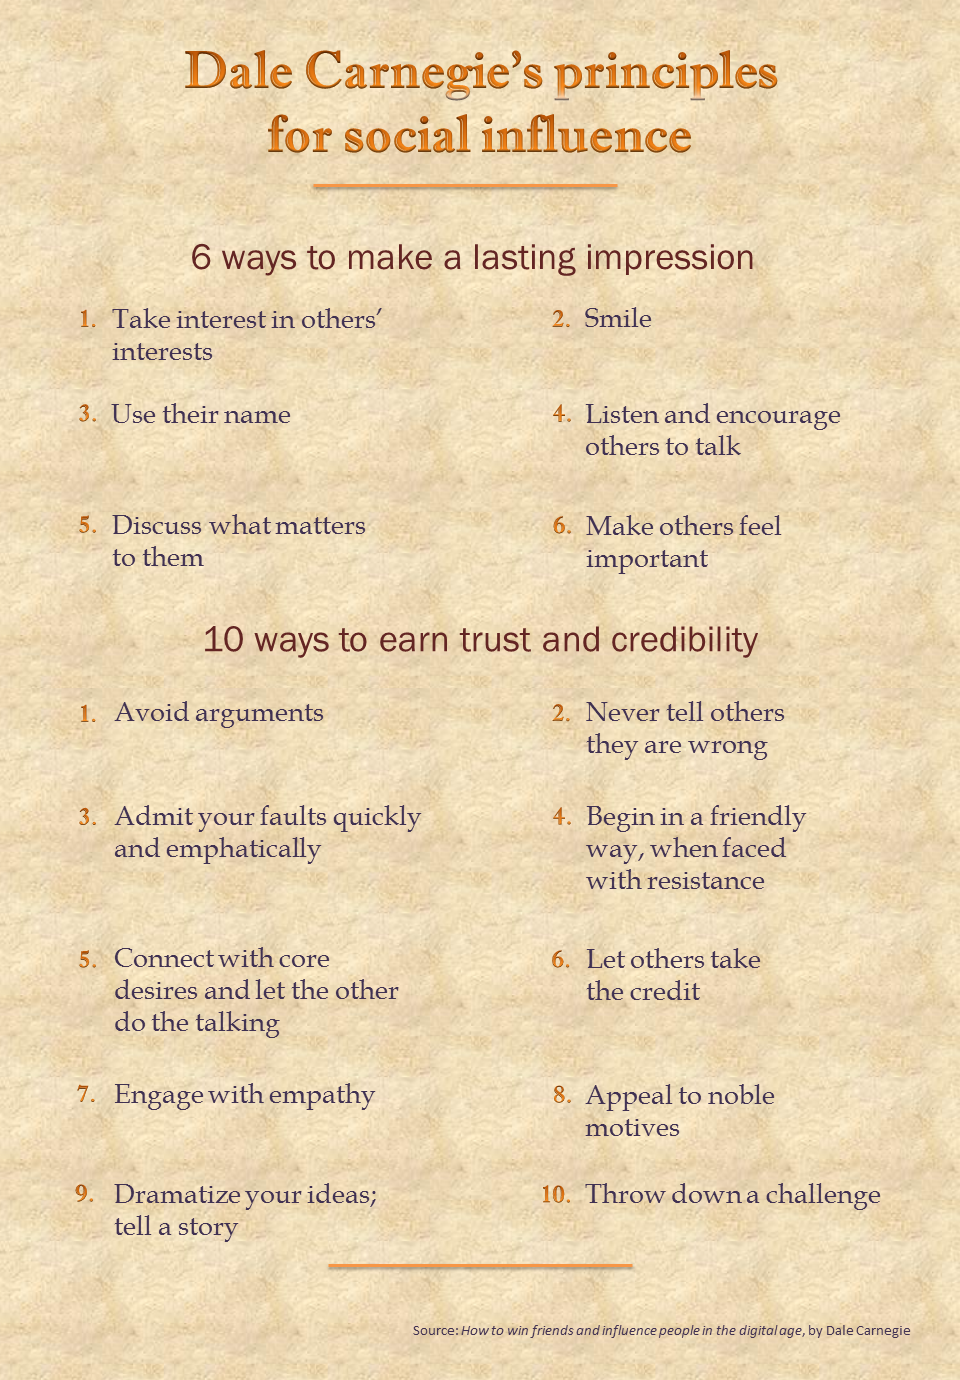 Dale Carnegie’s principles
for social influence
6 ways to make a lasting impression
1. Take interest in others’
interests
2. Smile
3. Use their name
4. Listen and encourage
others to talk
5. Discuss what matters
to them
6. Make others feel
important
10 ways to earn trust and credibility
1. Avoid arguments
2. Never tell others
they are wrong
3. Admit your faults quickly
and emphatically
4. Begin in a friendly
way, when faced
with resistance
5. Connect with core
desires and let the other
do the talking
6. Let others take
the credit
7. Engage with empathy
8. Appeal to noble
motives
9. Dramatize your ideas;
tell a story
10. Throw down a challenge
Source: How to win friends and influence people in the digital age, by Dale Carnegie